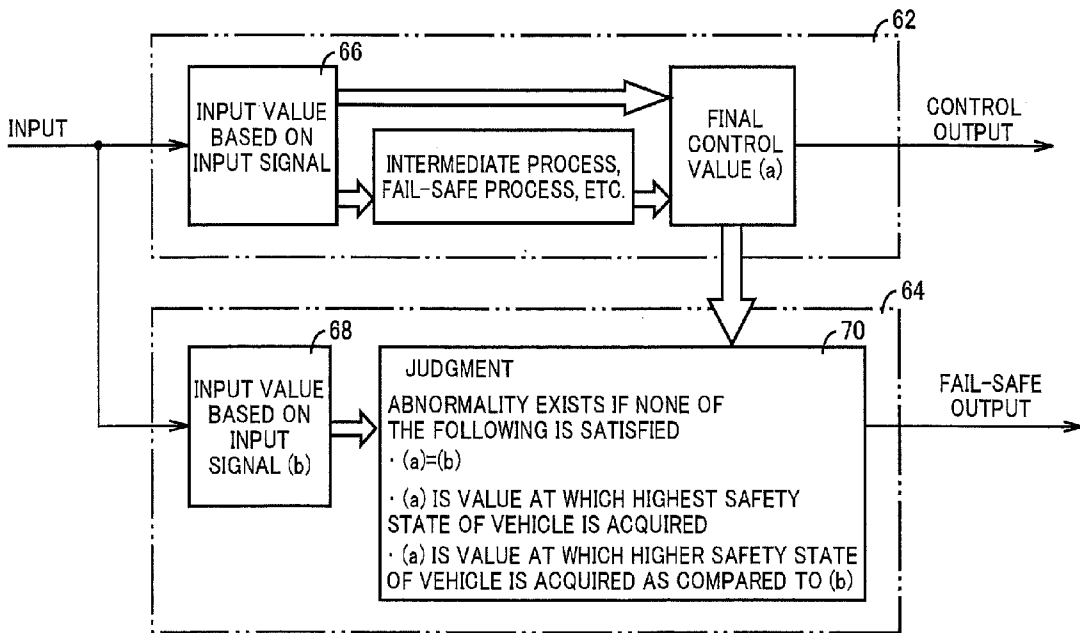 62
66
INPUT VALUE
BASED ON
INPUT SIGNAL
INPUT
INTERMEDIATE PROCESS,
FAIL-SAFE PROCESS, ETC.
FINAL
CONTROL
VALUE (a)
CONTROL
OUTPUT
64
68
INPUT VALUE
BASED ON
INPUT
SIGNAL (b)
70
JUDGMENT
ABNORMALITY EXISTS IF NONE OF
THE FOLLOWING IS SATISFIED
· (a)=(b)
· (a) IS VALUE AT WHICH HIGHEST SAFETY
STATE OF VEHICLE IS ACQUIRED
· (a) IS VALUE AT WHICH HIGHER SAFETY STATE
OF VEHICLE IS ACQUIRED AS COMPARED TO (b)
FAIL-SAFE
OUTPUT